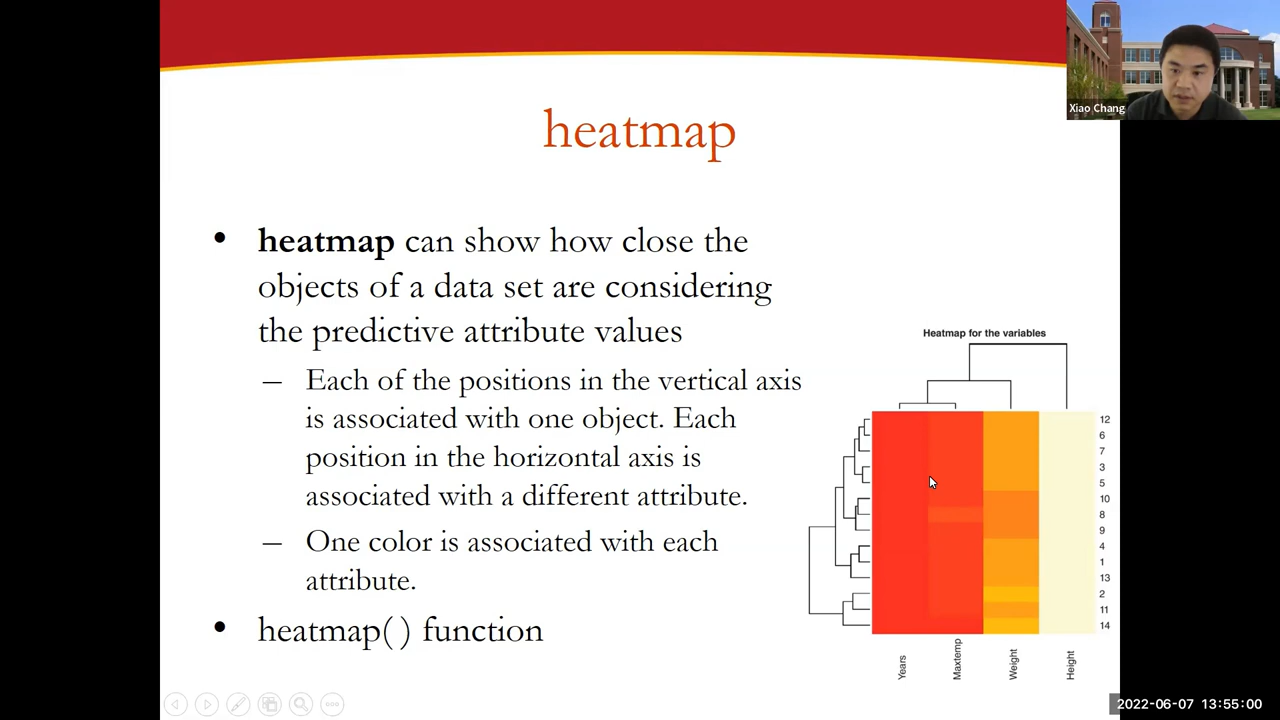 Xiao Chang
heatmap
• heatmap can show how close the
objects of a data set are considering
the predictive attribute values
– Each of the positions in the vertical axis
is associated with one object. Each
position in the horizontal axis is
associated with a different attribute.
– One color is associated with each
attribute.
• heatmap( ) function
Heatmap for the variables
12
6
7
3
5
10
8
9
4
1
13
2
11
14
Years
Maxtemp
Weight
Height
2022-06-07 13:55:00